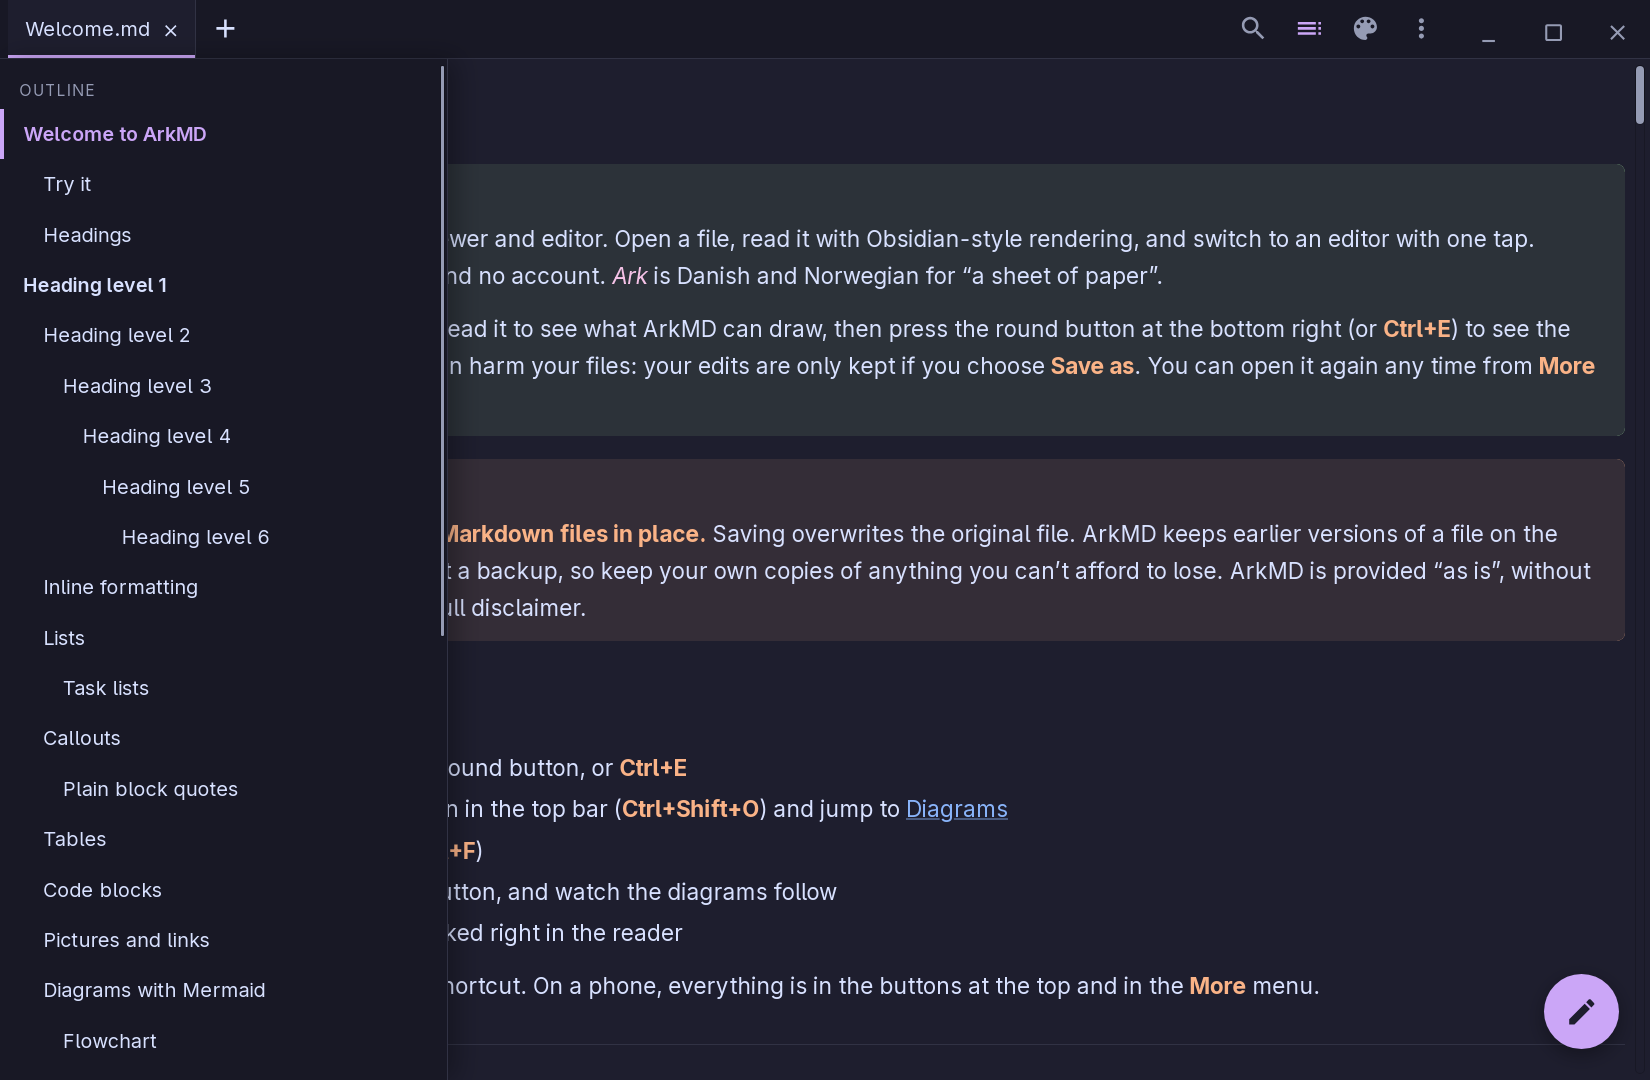 Welcome.md
OUTLINE
Welcome to ArkMD
Try it
Headings
Heading level 1
Heading level 2
Heading level 3
Heading level 4
Heading level 5
Heading level 6
Inline formatting
Lists
Task lists
Callouts
Plain block quotes
Tables
Code blocks
Pictures and links
Diagrams with Mermaid
Flowchart
and editor. Open a file, read it with Obsidian-style rendering, and switch to an editor with one tap.
no account. Ark is Danish and Norwegian for “a sheet of paper”.
it to see what ArkMD can draw, then press the round button at the bottom right (or Ctrl+E) to see the
harm your files: your edits are only kept if you choose Save as. You can open it again any time from More
Markdown files in place. Saving overwrites the original file. ArkMD keeps earlier versions of a file on the
a backup, so keep your own copies of anything you can’t afford to lose. ArkMD is provided “as is”, without
disclaimer.
button, or Ctrl+E
in the top bar (Ctrl+Shift+O) and jump to Diagrams
+F)
and watch the diagrams follow
right in the reader
On a phone, everything is in the buttons at the top and in the More menu.